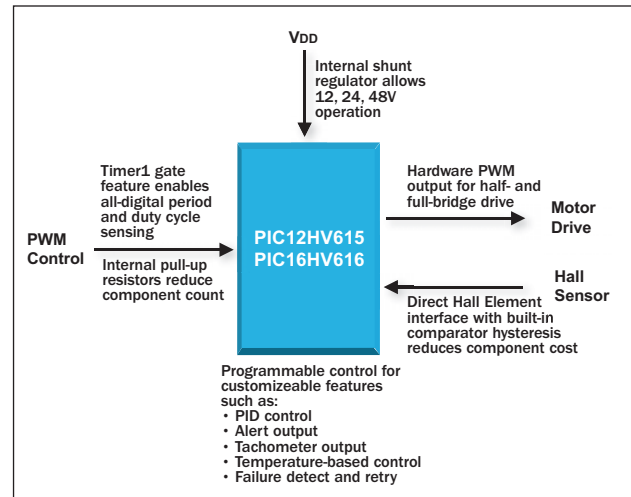 VDD
Internal shunt
regulator allows
12, 24, 48V
operation
Timer1 gate
feature enables
all-digital period
and duty cycle
sensing
PWM
Control
Internal pull-up
resistors reduce
component count
PIC12HV615
PIC16HV616
Hardware PWM
output for half- and
full-bridge drive
Motor
Drive
Hall
Sensor
Direct Hall Element
interface with built-in
comparator hysteresis
reduces component cost
Programmable control for
customizeable features
such as:
• PID control
• Alert output
• Tachometer output
• Temperature-based control
• Failure detect and retry